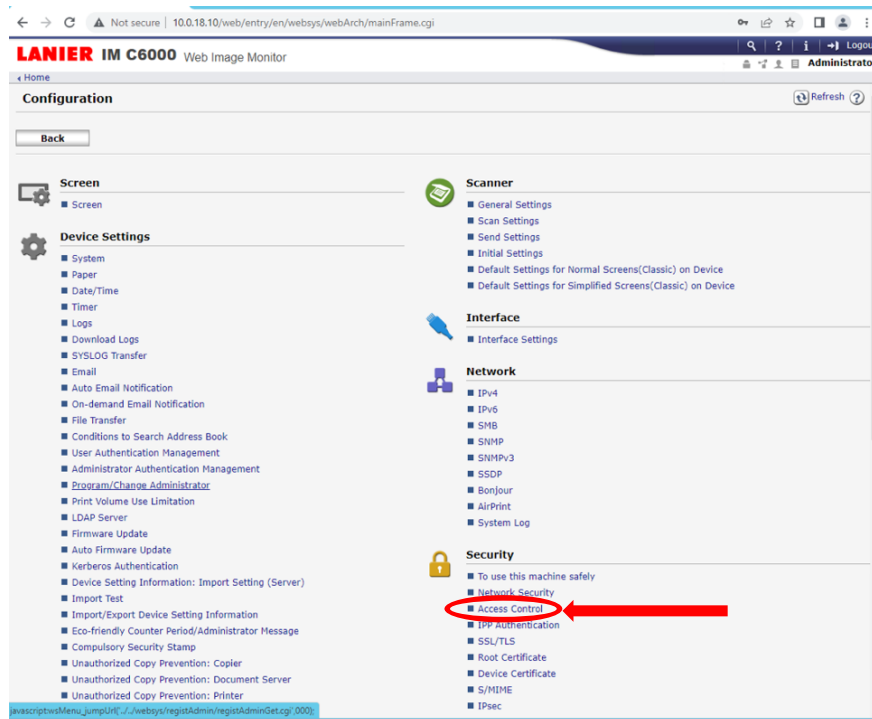 Not secure | 10.0.18.10/web/entry/en/websys/webArch/mainFrame.cgi
LANIER IM C6000 Web Image Monitor
? i Logou
Administrato
Home
Configuration
Refresh ?
Back
Screen
Screen
Device Settings
System
Paper
Date/Time
Timer
Logs
Download Logs
SYSLOG Transfer
Email
Auto Email Notification
On-demand Email Notification
File Transfer
Conditions to Search Address Book
User Authentication Management
Administrator Authentication Management
Program/Change Administrator
Print Volume Use Limitation
LDAP Server
Firmware Update
Auto Firmware Update
Kerberos Authentication
Device Setting Information: Import Setting (Server)
Import Test
Import/Export Device Setting Information
Eco-friendly Counter Period/Administrator Message
Compulsory Security Stamp
Unauthorized Copy Prevention: Copier
Unauthorized Copy Prevention: Document Server
Unauthorized Copy Prevention: Printer
Scanner
General Settings
Scan Settings
Send Settings
Initial Settings
Default Settings for Normal Screens(Classic) on Device
Default Settings for Simplified Screens(Classic) on Device
Interface
Interface Settings
Network
IPv4
IPv6
SMB
SNMP
SNMPv3
SSDP
Bonjour
AirPrint
System Log
Security
To use this machine safely
Network Security
Access Control
IPP Authentication
SSL/TLS
Root Certificate
Device Certificate
S/MIME
IPsec
javascript:wsMenu_jumpUrl('../../websys/registAdmin/registAdminGet.cgi',000);